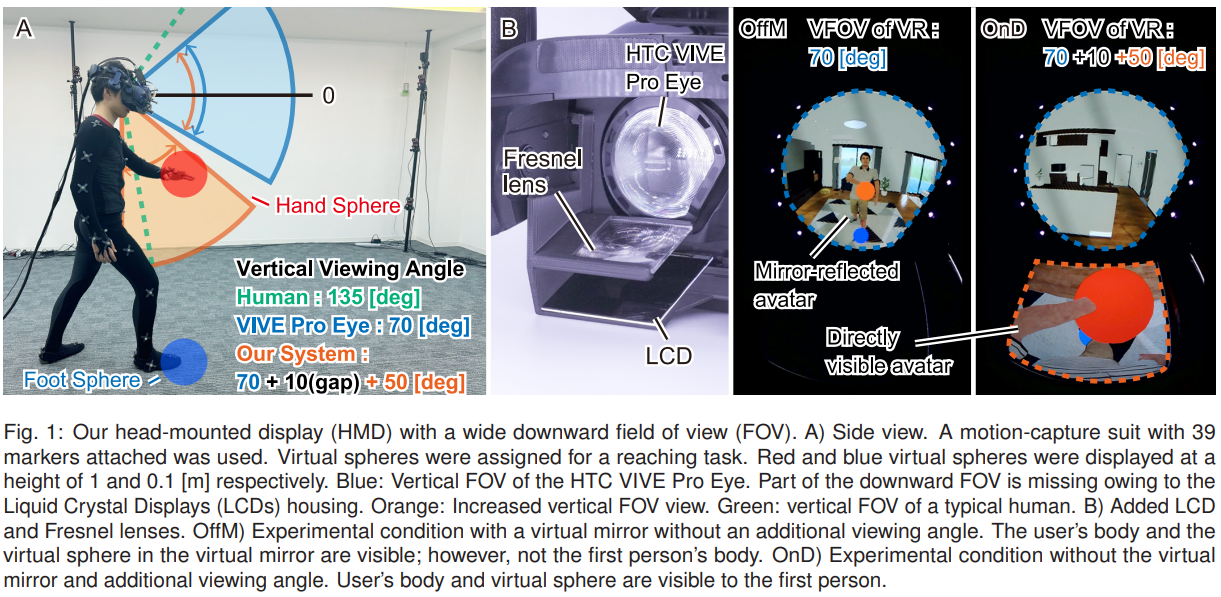 A
0
Hand Sphere
Vertical Viewing Angle
Human : 135 [deg]
VIVE Pro Eye : 70 [deg]
Our System :
70 + 10(gap) + 50 [deg]
Foot Sphere
B
HTC VIVE
Pro Eye
Fresnel
lens
LCD
OffM VFOV of VR :
70 [deg]
Mirror-reflected
avatar
Directly
visible avatar
OnD VFOV of VR :
70 +10 +50 [deg]
Fig. 1: Our head-mounted display (HMD) with a wide downward field of view (FOV). A) Side view. A motion-capture suit with 39
markers attached was used. Virtual spheres were assigned for a reaching task. Red and blue virtual spheres were displayed at a
height of 1 and 0.1 [m] respectively. Blue: Vertical FOV of the HTC VIVE Pro Eye. Part of the downward FOV is missing owing to the
Liquid Crystal Displays (LCDs) housing. Orange: Increased vertical FOV view. Green: vertical FOV of a typical human. B) Added LCD
and Fresnel lenses. OffM) Experimental condition with a virtual mirror without an additional viewing angle. The user's body and the
virtual sphere in the virtual mirror are visible; however, not the first person's body. OnD) Experimental condition without the virtual
mirror and additional viewing angle. User's body and virtual sphere are visible to the first person.